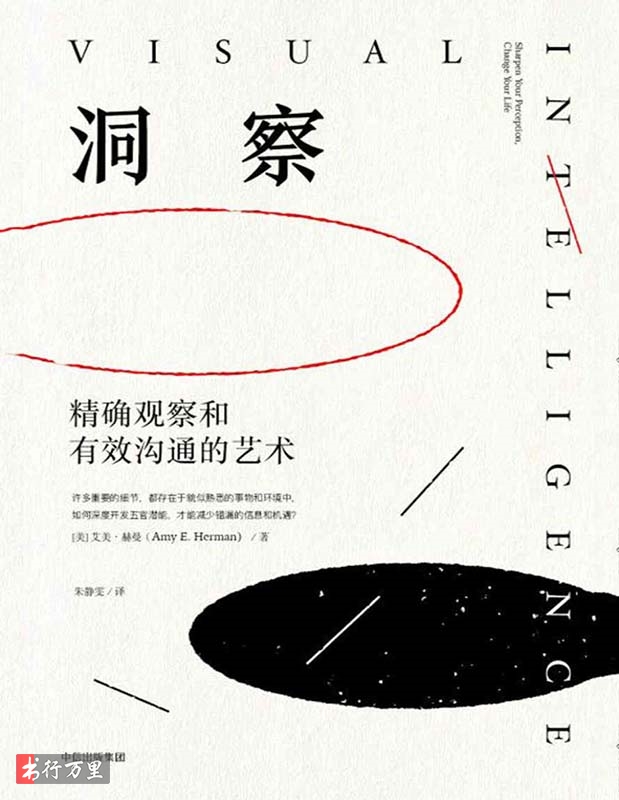 VISUAL
INTELLIGENCE
Sharpen Your Perception,
Change Your Life
洞察
精确观察和
有效沟通的艺术
许多重要的细节，都存在于貌似熟悉的事物和环境中，
如何深度开发五官潜能，才能减少错漏的信息和机遇？
[美] 艾美·赫曼（Amy E. Herman）/ 著
朱静雯 / 译
中信出版集团
书行万里